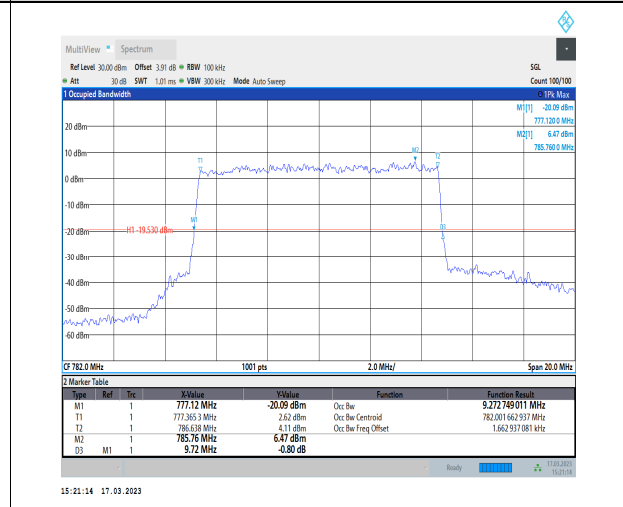 MultiView Spectrum
Ref Level 30.00 dBm Offset 3.91 dB RBW 100 kHz SGL
Att 30 dB SWT 1.01 ms VBW 300 kHz Mode Auto Sweep Count 100/100
1 Occupied Bandwidth 1Pk Max
M1[1] -20.09 dBm
777.1200 MHz
M2[1] 6.47 dBm
785.7600 MHz
20 dBm
10 dBm
M2
T1
T2
0 dBm
-10 dBm
M1
-20 dBm
H1 -19.530 dBm
D3
-30 dBm
-40 dBm
-50 dBm
-60 dBm
CF 782.0 MHz 1001 pts 2.0 MHz/ Span 20.0 MHz
2 Marker Table
Type Ref Trc X-Value Y-Value Function Function Result
M1 1 777.12 MHz -20.09 dBm Occ Bw 9.272 749 011 MHz
T1 1 777.365 3 MHz 2.62 dBm Occ Bw Centroid 782.001 662 937 MHz
T2 1 786.638 MHz 4.11 dBm Occ Bw Freq Offset 1.662 937 081 kHz
M2 1 785.76 MHz 6.47 dBm
D3 M1 1 9.72 MHz -0.80 dB
Ready 17.03.2023
15:21:14
15:21:14 17.03.2023